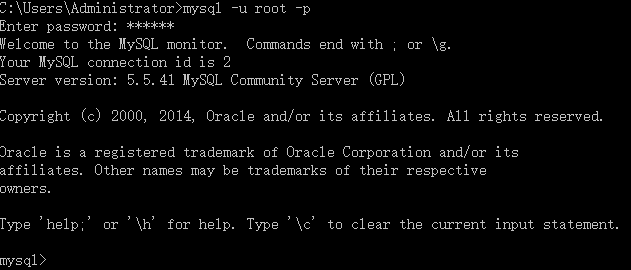 C:\Users\Administrator>mysql -u root -p
Enter password: ******
Welcome to the MySQL monitor.  Commands end with ; or \g.
Your MySQL connection id is 2
Server version: 5.5.41 MySQL Community Server (GPL)
Copyright (c) 2000, 2014, Oracle and/or its affiliates. All rights reserved.
Oracle is a registered trademark of Oracle Corporation and/or its
affiliates. Other names may be trademarks of their respective
owners.
Type 'help;' or '\h' for help. Type '\c' to clear the current input statement.
mysql>